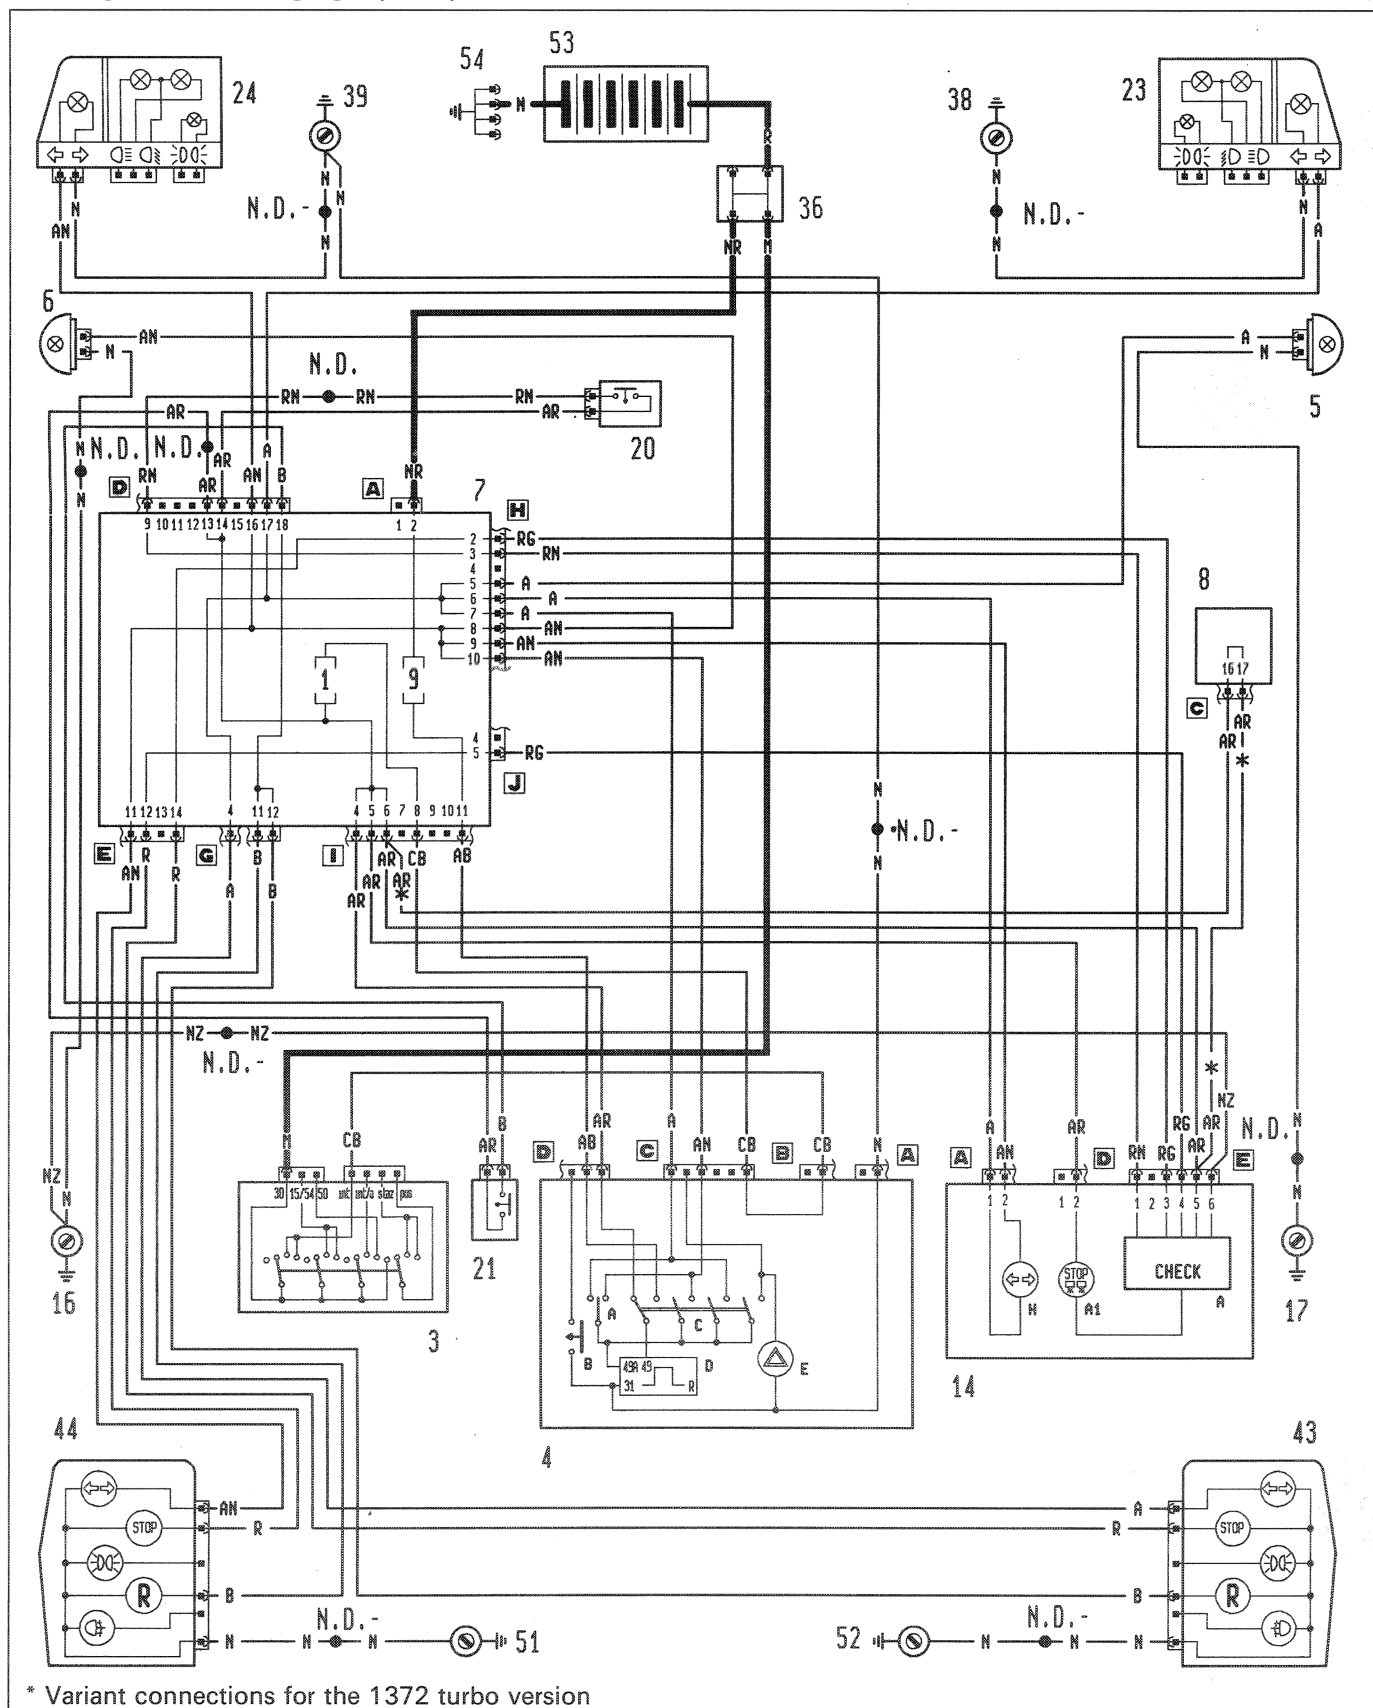 53
54
24
39
38
23
N
R
N.D.-
N
N
N
N
AN
36
N.D.-
N
N
N
A
NR
M
6
AN
N
N.D.
RN
RN
RN
AR
AR
20
A
N
5
N.D.
N.D.
N
N
RN
AR
AR
AN
A
B
NR
D
A
7
H
9 10 11 12 13 14 15 16 17 18
1 2
2
3
4
5
6
7
8
9
10
RG
RN
A
A
A
AN
AN
AN
8
16 17
C
AR
AR
*
1
9
4
5
RG
J
11 12 13 14
4
11 12
4 5 6 7 8 9 10 11
E
G
I
AN
R
R
A
B
B
AR
AR
AR
AR
*
CB
AB
N
N.D.-
N
NZ
NZ
N.D.-
*
NZ
N
M
CB
AR
B
D
AB
AR
C
A
AN
CB
B
CB
N
A
A
A
AN
AR
D
RN
RG
RG
AR
AR
NZ
E
N.D.
N
N
30 15/54 50 int int/a staz pos
1 2
1 2
1 2 3 4 5 6
16
3
21
A
B
C
D
E
49A 49
31
R
4
H
STOP
A1
CHECK
A
14
17
44
43
AN
STOP
R
R
B
N.D.-
N
N
N
51
A
R
STOP
B
R
52
N.D.-
N
N
N
* Variant connections for the 1372 turbo version